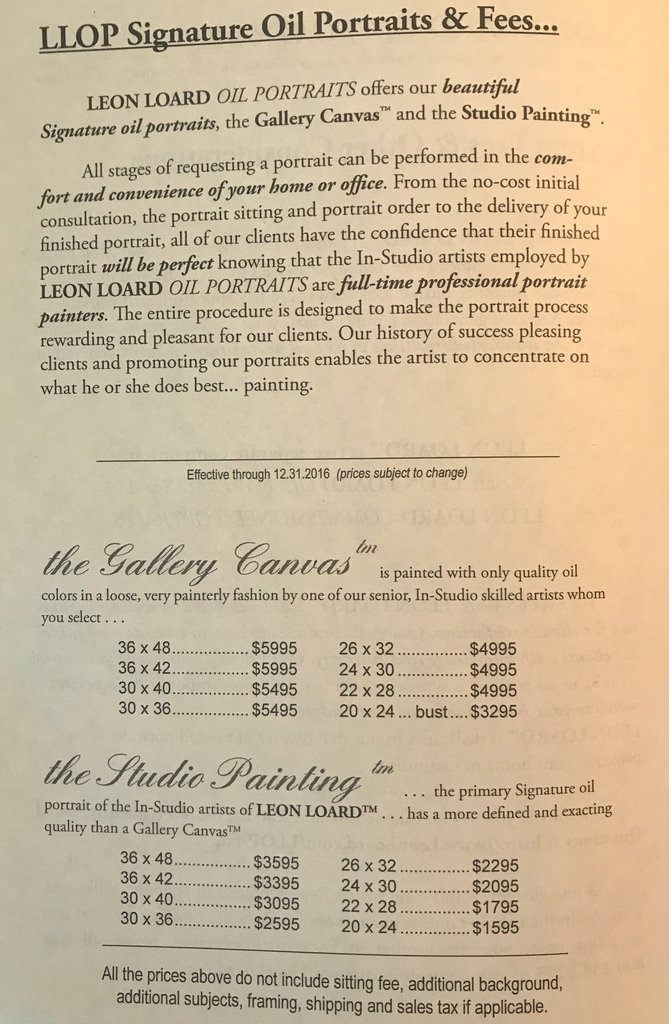 LLOP Signature Oil Portraits & Fees...
LEON LOARD OIL PORTRAITS offers our beautiful
Signature oil portraits, the Gallery Canvas™ and the Studio Painting™.
All stages of requesting a portrait can be performed in the com-
fort and convenience of your home or office. From the no-cost initial
consultation, the portrait sitting and portrait order to the delivery of your
finished portrait, all of our clients have the confidence that their finished
portrait will be perfect knowing that the In-Studio artists employed by
LEON LOARD OIL PORTRAITS are full-time professional portrait
painters. The entire procedure is designed to make the portrait process
rewarding and pleasant for our clients. Our history of success pleasing
clients and promoting our portraits enables the artist to concentrate on
what he or she does best... painting.
Effective through 12.31.2016 (prices subject to change)
the Gallery Canvas tm is painted with only quality oil
colors in a loose, very painterly fashion by one of our senior, In-Studio skilled artists whom
you select . . .
36 x 48.................. $5995 26 x 32 ................ $4995
36 x 42.................. $5995 24 x 30 ................ $4995
30 x 40.................. $5495 22 x 28 ................ $4995
30 x 36.................. $5495 20 x 24 ... bust.... $3295
the Studio Painting tm . . . the primary Signature oil
portrait of the In-Studio artists of LEON LOARD™ . . . has a more defined and exacting
quality than a Gallery Canvas™
36 x 48.................. $3595 26 x 32 ................ $2295
36 x 42.................. $3395 24 x 30 ................ $2095
30 x 40.................. $3095 22 x 28 ................ $1795
30 x 36.................. $2595 20 x 24 ................ $1595
All the prices above do not include sitting fee, additional background,
additional subjects, framing, shipping and sales tax if applicable.